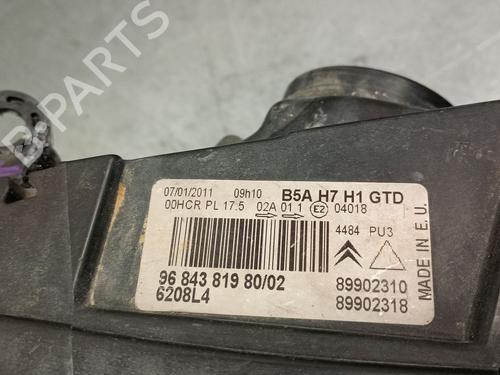 B-PARTS
07/01/2011 09h10 B5A H7 H1 GTD
00HCR PL 17.5 02A 01 1 E2 04018
4484 PU3
96 843 819 80/02
6208L4
89902310
89902318
MADE IN E.U.